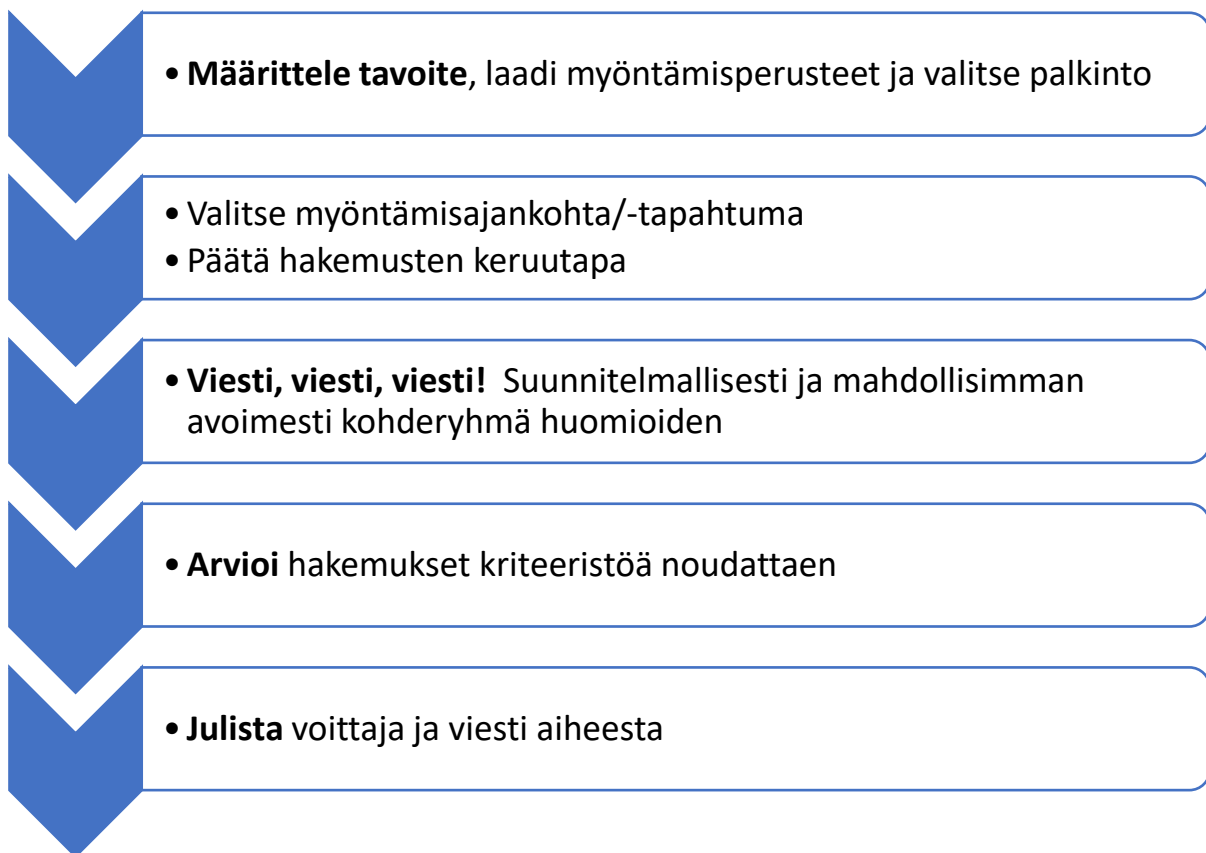 • Määrittele tavoite, laadi myöntämisperusteet ja valitse palkinto
• Valitse myöntämisajankohta/-tapahtuma
• Päätä hakemusten keruutapa
• Viesti, viesti, viesti!  Suunnitelmallisesti ja mahdollisimman
avoimesti kohderyhmä huomioiden
• Arvioi hakemukset kriteeristöä noudattaen
• Julista voittaja ja viesti aiheesta